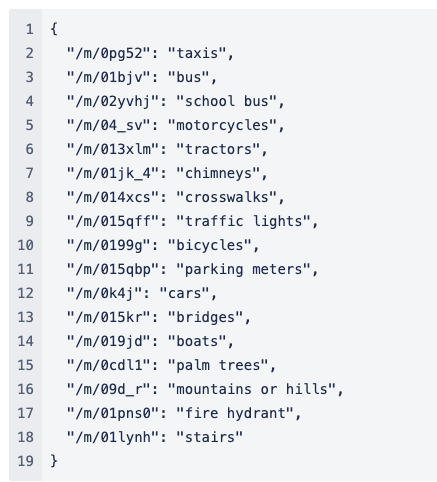 1 {
2 "/m/0pg52": "taxis",
3 "/m/01bjv": "bus",
4 "/m/02yvhj": "school bus",
5 "/m/04_sv": "motorcycles",
6 "/m/013xlm": "tractors",
7 "/m/01jk_4": "chimneys",
8 "/m/014xcs": "crosswalks",
9 "/m/015qff": "traffic lights",
10 "/m/0199g": "bicycles",
11 "/m/015qbp": "parking meters",
12 "/m/0k4j": "cars",
13 "/m/015kr": "bridges",
14 "/m/019jd": "boats",
15 "/m/0cdl1": "palm trees",
16 "/m/09d_r": "mountains or hills",
17 "/m/01pns0": "fire hydrant",
18 "/m/01lynh": "stairs"
19 }